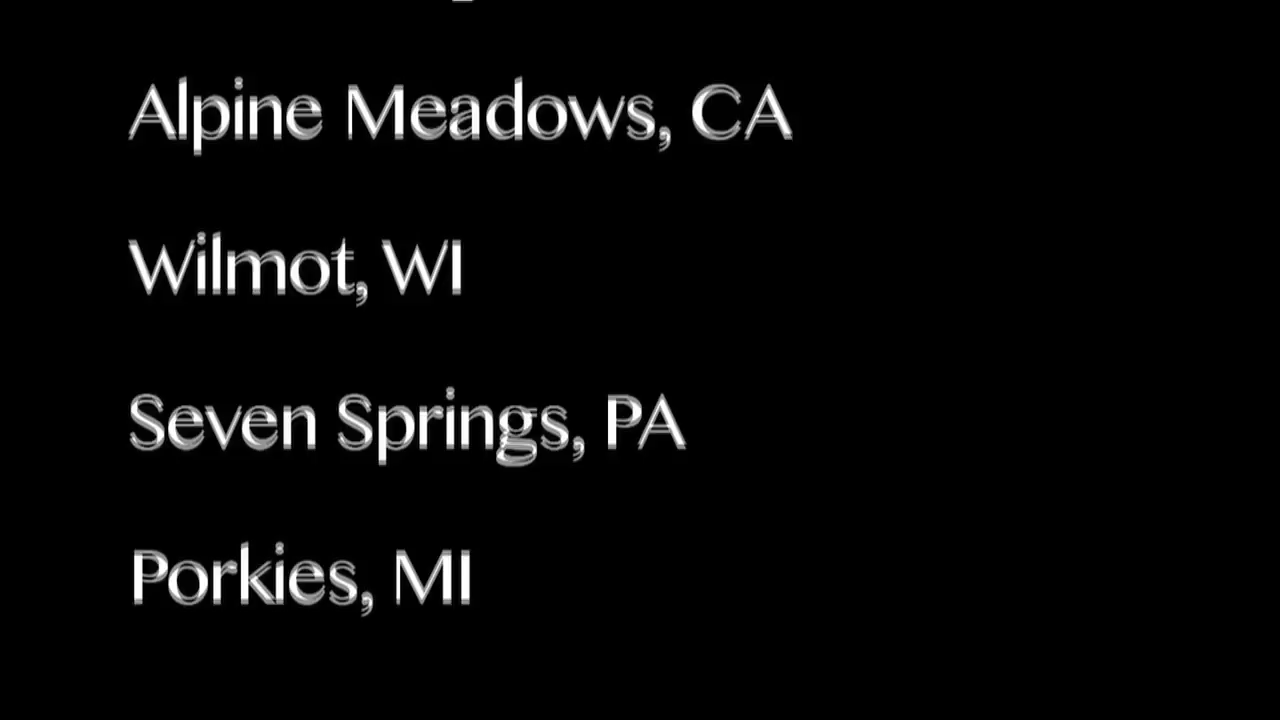 Alpine Meadows, CA
Wilmot, WI
Seven Springs, PA
Porkies, MI